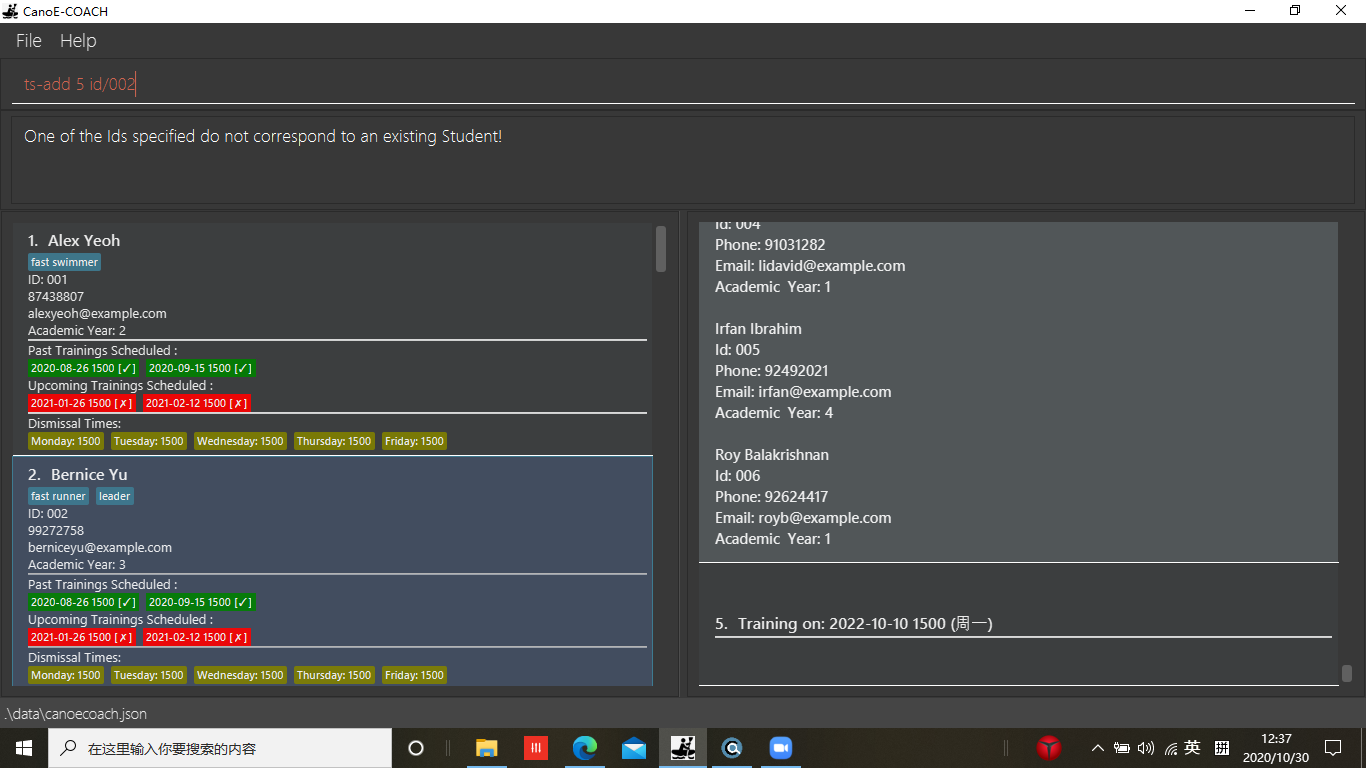 CanoE-COACH
File Help
ts-add 5 id/002
One of the Ids specified do not correspond to an existing Student!
1. Alex Yeoh
fast swimmer
ID: 001
87438807
alexyeoh@example.com
Academic Year: 2
Past Trainings Scheduled :
2020-08-26 1500 [✓] 2020-09-15 1500 [✓]
Upcoming Trainings Scheduled :
2021-01-26 1500 [✗] 2021-02-12 1500 [✗]
Dismissal Times:
Monday: 1500 Tuesday: 1500 Wednesday: 1500 Thursday: 1500 Friday: 1500
2. Bernice Yu
fast runner leader
ID: 002
99272758
berniceyu@example.com
Academic Year: 3
Past Trainings Scheduled :
2020-08-26 1500 [✓] 2020-09-15 1500 [✓]
Upcoming Trainings Scheduled :
2021-01-26 1500 [✗] 2021-02-12 1500 [✗]
Dismissal Times:
Monday: 1500 Tuesday: 1500 Wednesday: 1500 Thursday: 1500 Friday: 1500
Id: 004
Phone: 91031282
Email: lidavid@example.com
Academic Year: 1
Irfan Ibrahim
Id: 005
Phone: 92492021
Email: irfan@example.com
Academic Year: 4
Roy Balakrishnan
Id: 006
Phone: 92624417
Email: royb@example.com
Academic Year: 1
5. Training on: 2022-10-10 1500 (周一)
.\data\canoecoach.json
在这里输入你要搜索的内容
英 拼
12:37
2020/10/30